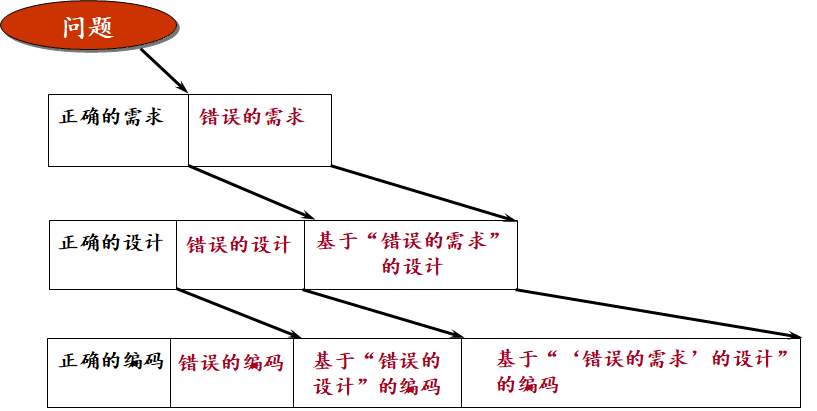 问题
正确的需求
错误的需求
正确的设计
错误的设计
基于“错误的需求”
的设计
正确的编码
错误的编码
基于“错误的
设计”的编码
基于“‘错误的需求’的设计”
的编码